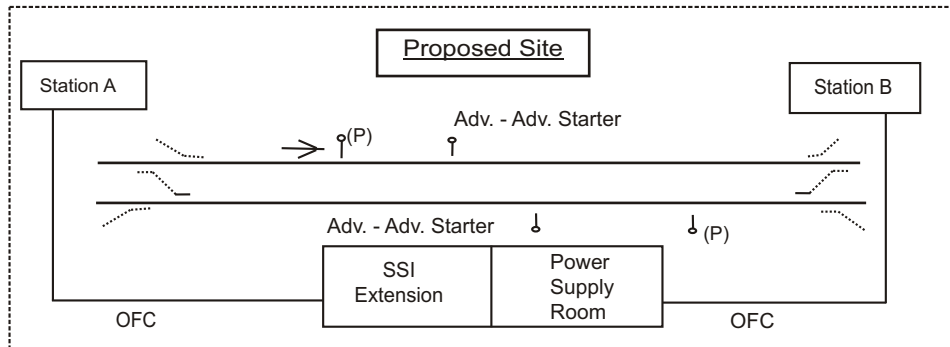 Proposed Site
Station A
Station B
Adv. - Adv. Starter
(P)
Adv. - Adv. Starter
(P)
SSI
Extension
Power
Supply
Room
OFC
OFC